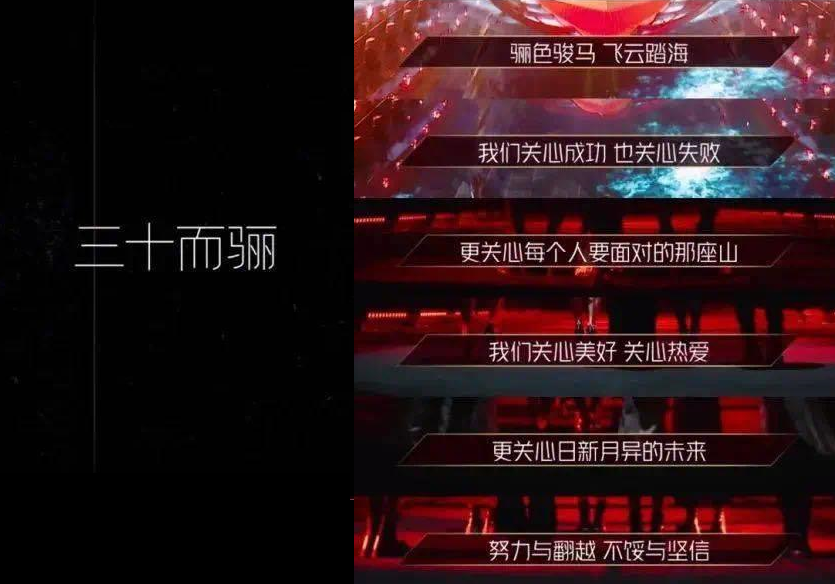 三十而骊
骊色骏马 飞云踏海
我们关心成功 也关心失败
更关心每个人要面对的那座山
我们关心美好 关心热爱
更关心日新月异的未来
努力与翻越 不馁与坚信